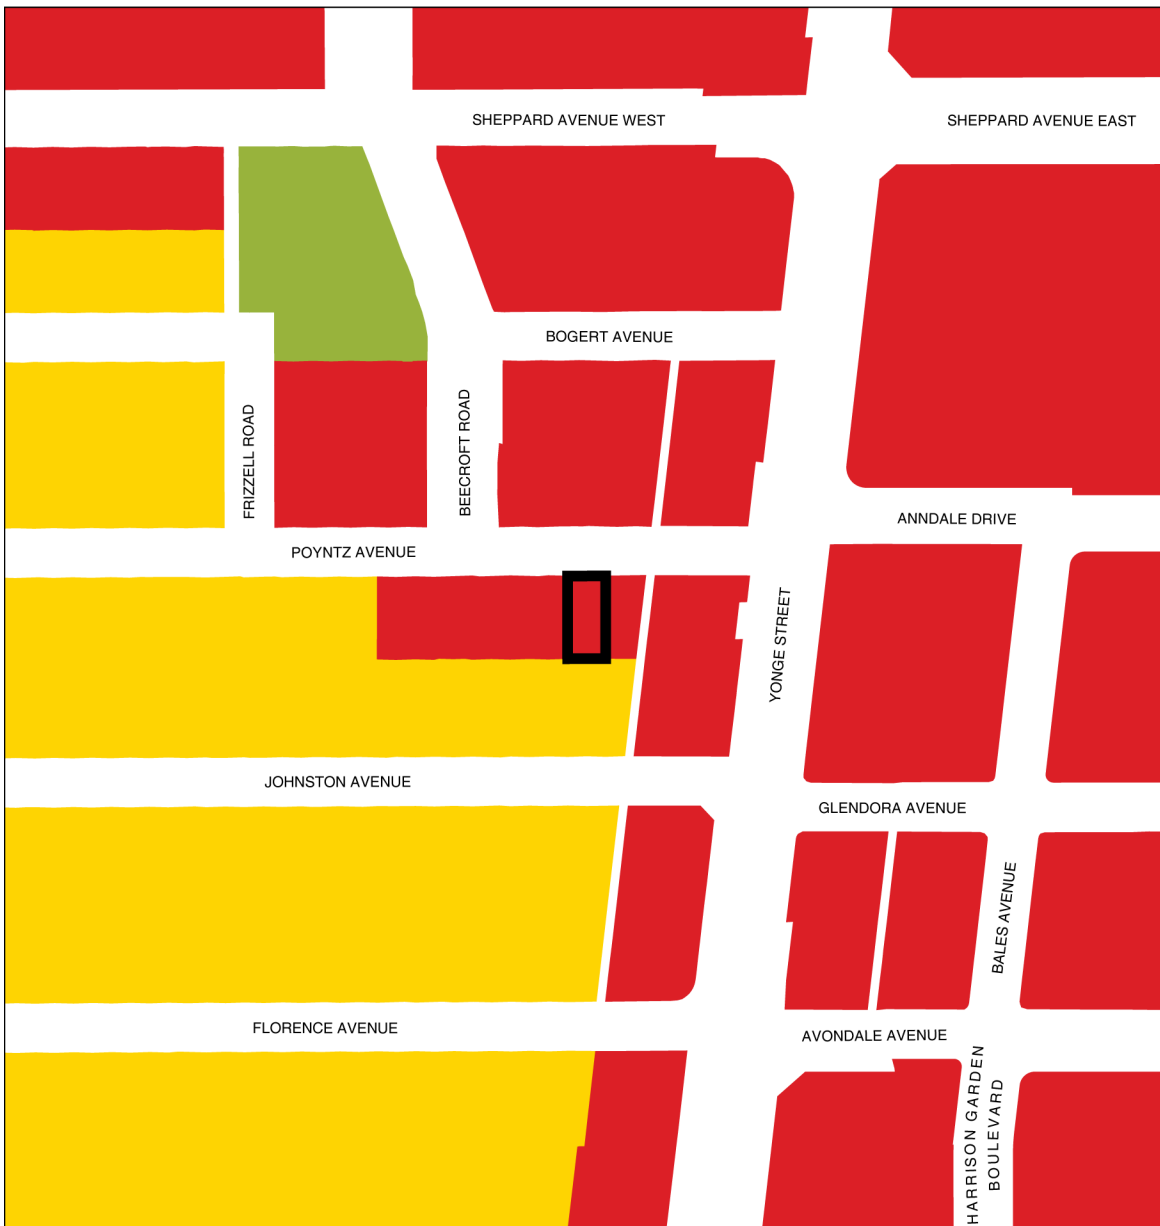 SHEPPARD AVENUE WEST
SHEPPARD AVENUE EAST
BOGERT AVENUE
FRIZZELL ROAD
BEECROFT ROAD
ANNDALE DRIVE
POYNTZ AVENUE
YONGE STREET
JOHNSTON AVENUE
GLENDORA AVENUE
BALES AVENUE
FLORENCE AVENUE
AVONDALE AVENUE
HARRISON GARDEN
BOULEVARD